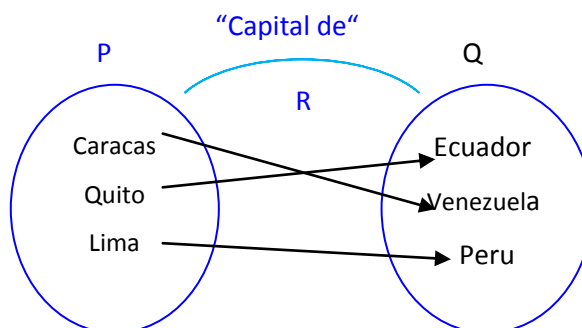 “Capital de“
P
Q
R
Caracas
Ecuador
Quito
Venezuela
Lima
Peru